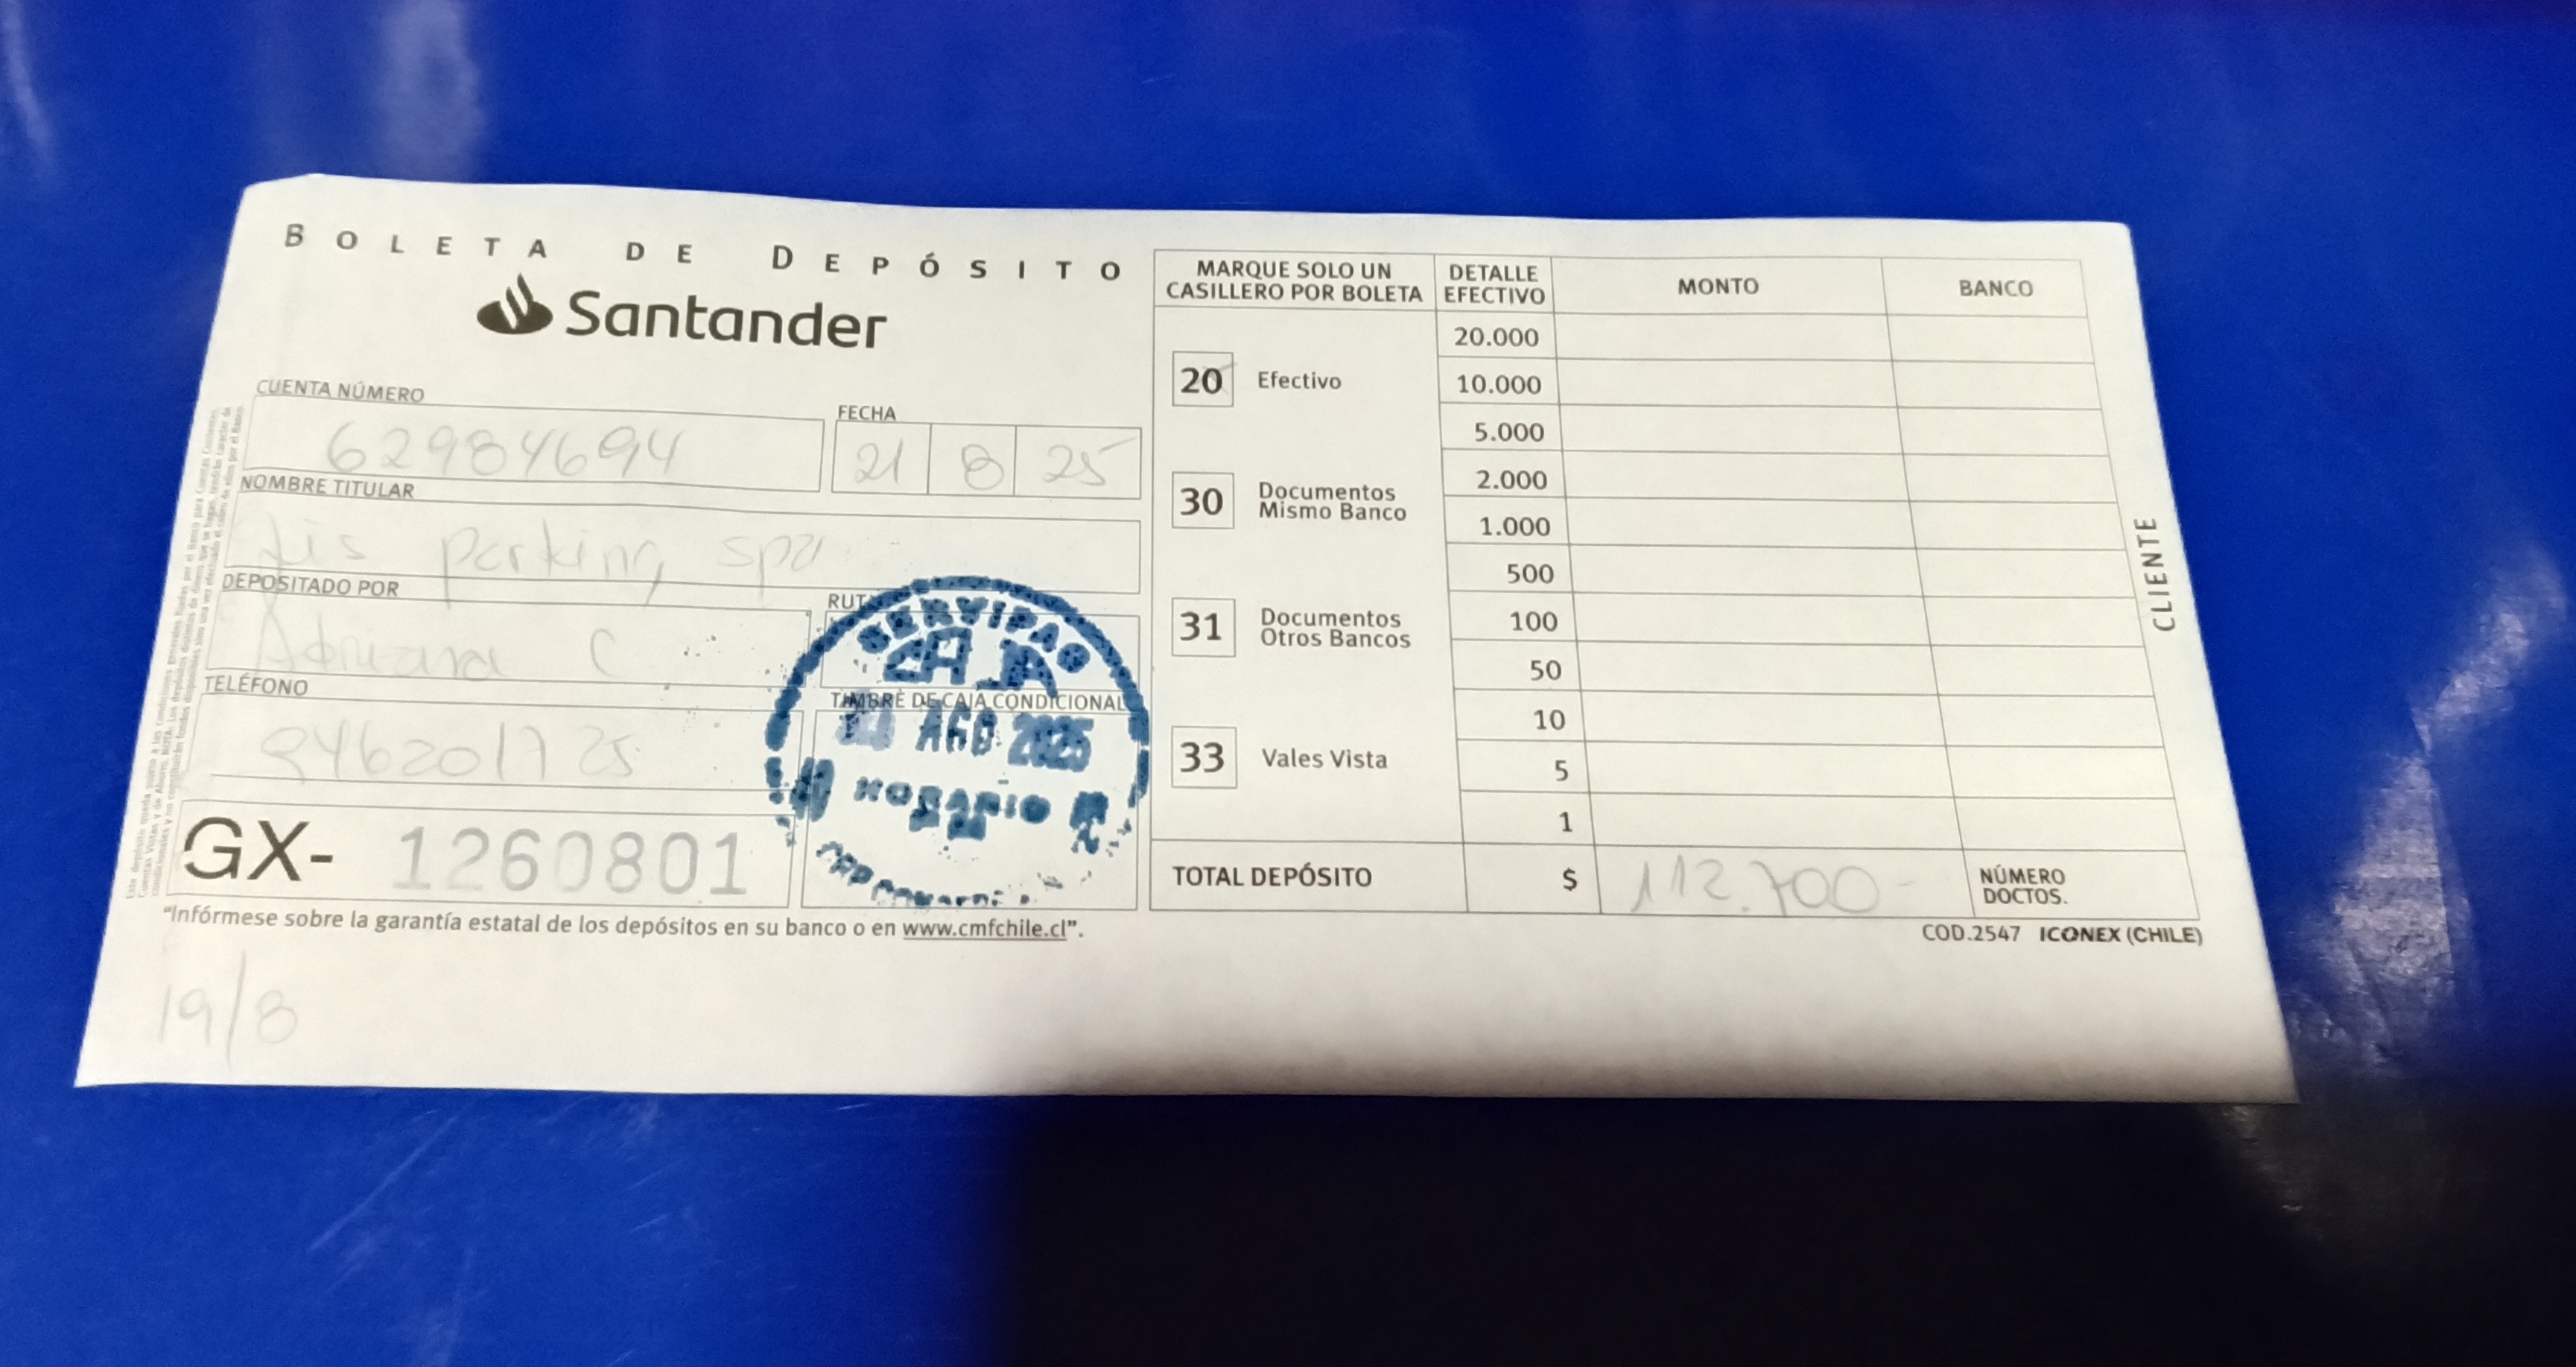 BOLETA DE DEPÓSITO
Santander
CUENTA NÚMERO
62984694
FECHA
21 8 25
NOMBRE TITULAR
Lis parking spa
DEPOSITADO POR
Adriana C
RUT
TELÉFONO
946201725
TIMBRE DE CAJA CONDICIONAL
SERVIPAG
CAJA
AGO 2025
HORARIO
GX- 1260801
"Infórmese sobre la garantía estatal de los depósitos en su banco o en www.cmfchile.cl".
19/8
MARQUE SOLO UN CASILLERO POR BOLETA
20 Efectivo
30 Documentos Mismo Banco
31 Documentos Otros Bancos
33 Vales Vista
DETALLE EFECTIVO
MONTO
BANCO
20.000
10.000
5.000
2.000
1.000
500
100
50
10
5
1
TOTAL DEPÓSITO $ 112.700-
NÚMERO DOCTOS.
COD.2547 ICONEX (CHILE)
CLIENTE